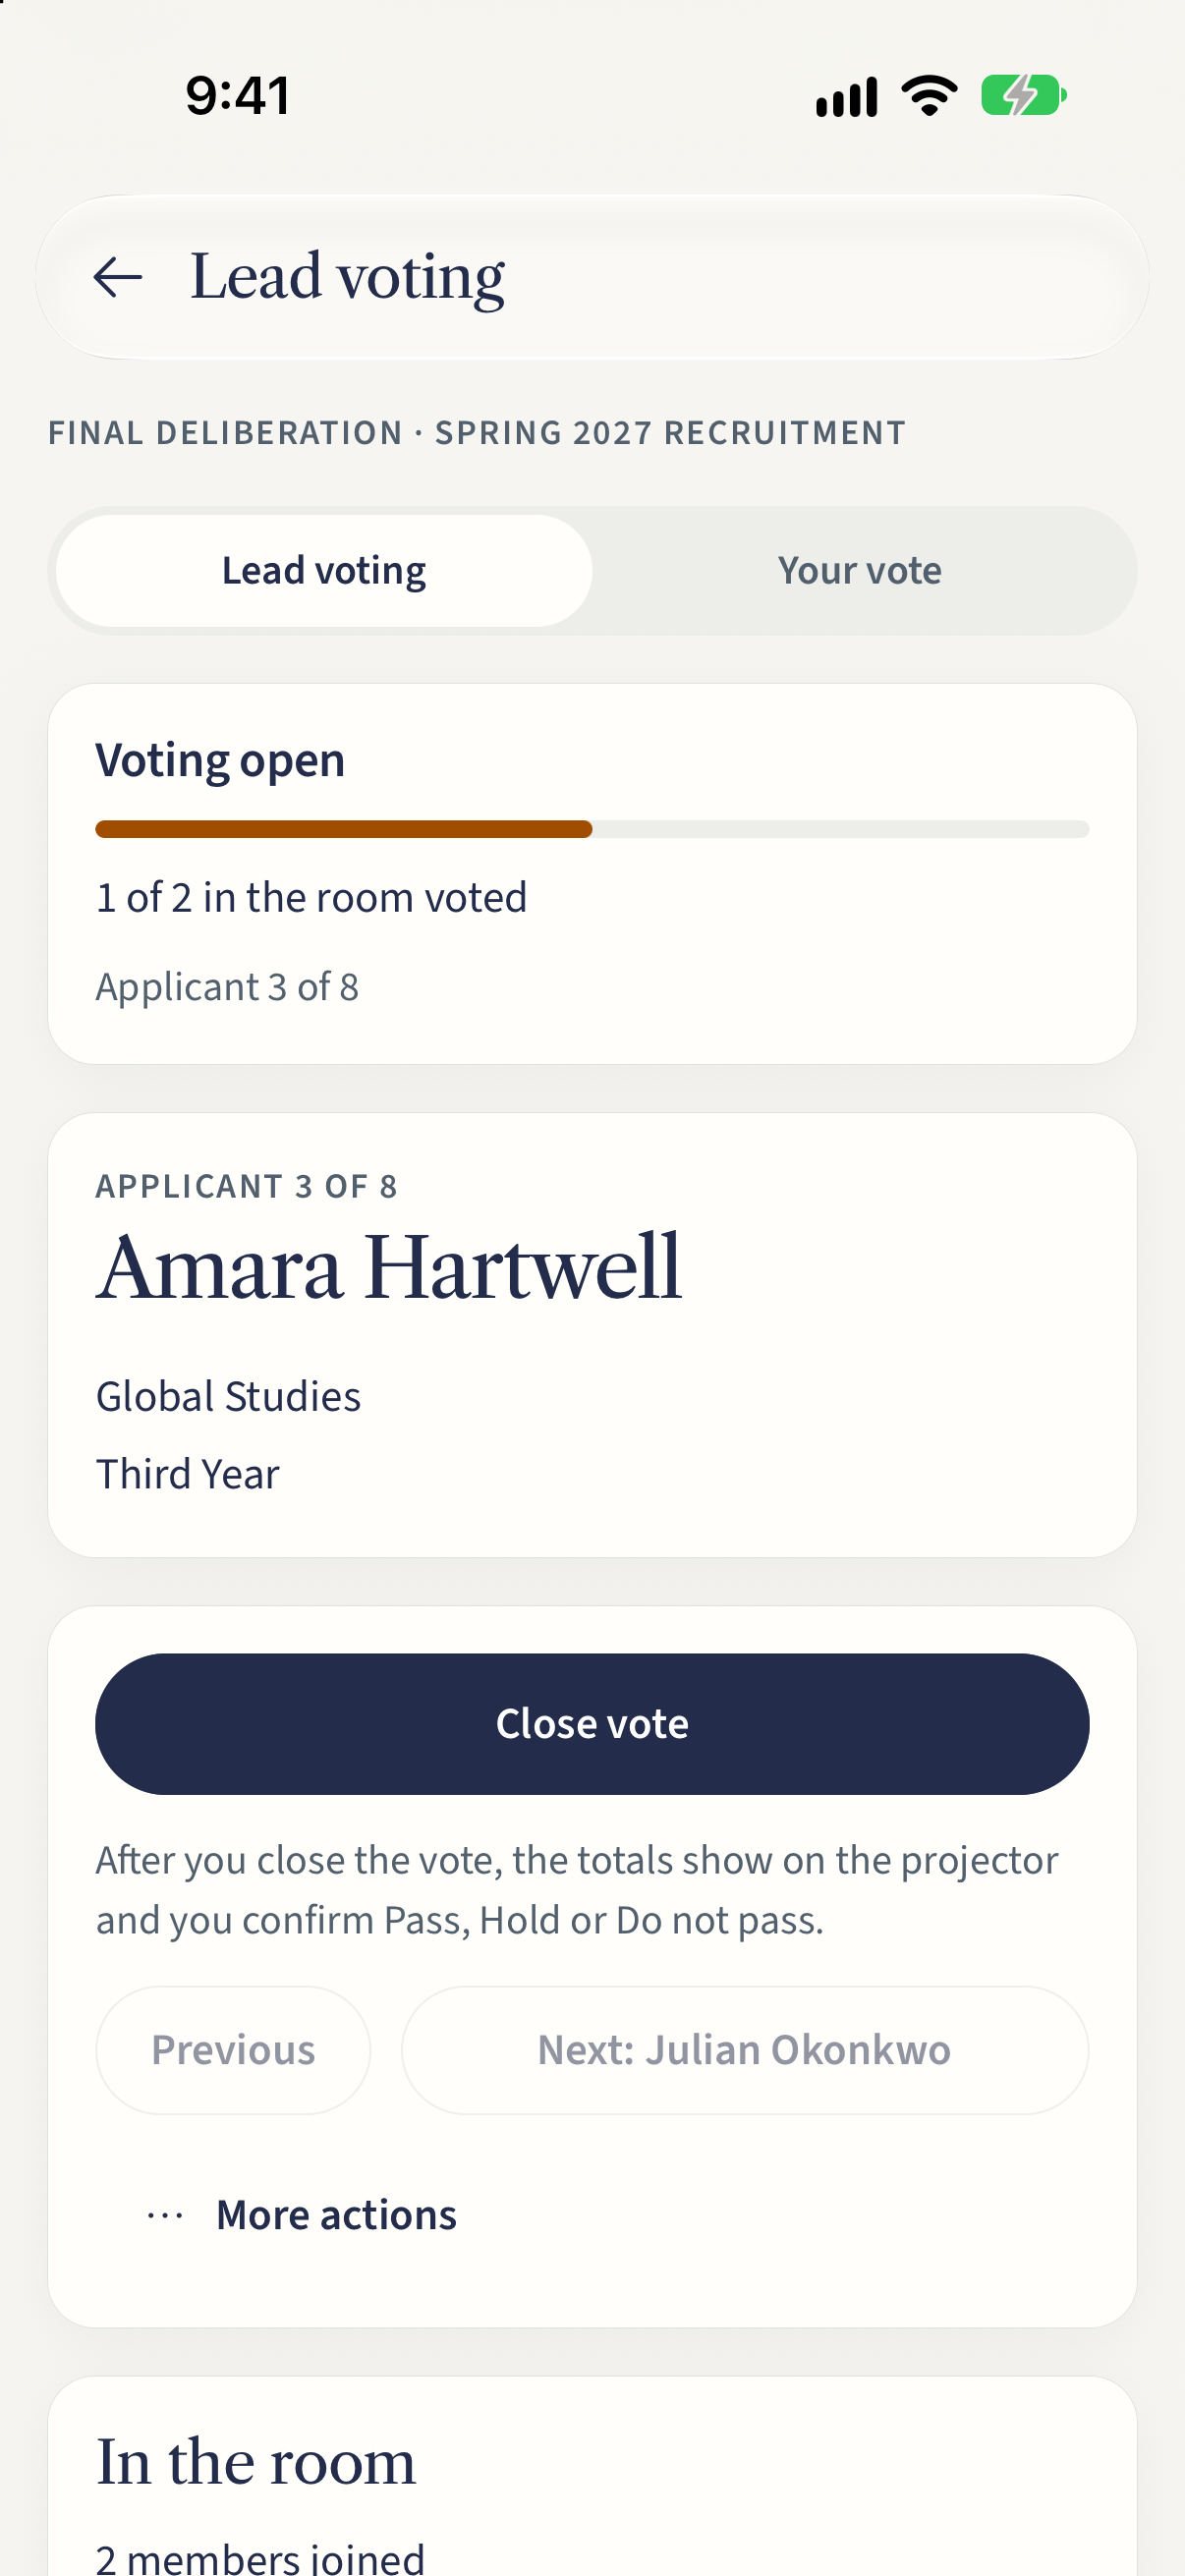 9:41
Lead voting
FINAL DELIBERATION · SPRING 2027 RECRUITMENT
Lead voting
Your vote
Voting open
1 of 2 in the room voted
Applicant 3 of 8
APPLICANT 3 OF 8
Amara Hartwell
Global Studies
Third Year
Close vote
After you close the vote, the totals show on the projector
and you confirm Pass, Hold or Do not pass.
Previous
Next: Julian Okonkwo
··· More actions
In the room
2 members joined